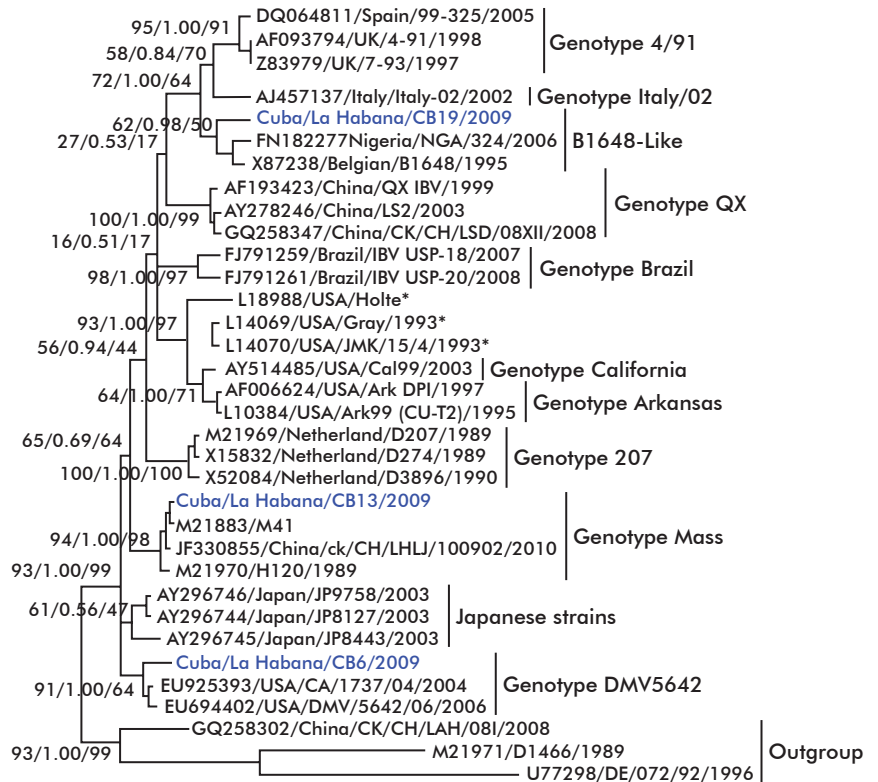 DQ064811/Spain/99-325/2005
95/1.00/91
AF093794/UK/4-91/1998
Genotype 4/91
58/0.84/70
Z83979/UK/7-93/1997
72/1.00/64
AJ457137/Italy/Italy-02/2002
Genotype Italy/02
Cuba/La Habana/CB19/2009
62/0.98/50
27/0.53/17
FN182277Nigeria/NGA/324/2006
B1648-Like
X87238/Belgian/B1648/1995
AF193423/China/QX IBV/1999
Genotype QX
AY278246/China/LS2/2003
100/1.00/99
GQ258347/China/CK/CH/LSD/08XII/2008
16/0.51/17
FJ791259/Brazil/IBV USP-18/2007
Genotype Brazil
98/1.00/97
FJ791261/Brazil/IBV USP-20/2008
L18988/USA/Holte*
93/1.00/97
L14069/USA/Gray/1993*
56/0.94/44
L14070/USA/JMK/15/4/1993*
AY514485/USA/Cal99/2003
Genotype California
64/1.00/71
AF006624/USA/Ark DPI/1997
Genotype Arkansas
L10384/USA/Ark99 (CU-T2)/1995
65/0.69/64
M21969/Netherland/D207/1989
X15832/Netherland/D274/1989
Genotype 207
100/1.00/100
X52084/Netherland/D3896/1990
Cuba/La Habana/CB13/2009
M21883/M41
94/1.00/98
Genotype Mass
JF330855/China/ck/CH/LHLJ/100902/2010
93/1.00/99
M21970/H120/1989
AY296746/Japan/JP9758/2003
61/0.56/47
AY296744/Japan/JP8127/2003
Japanese strains
AY296745/Japan/JP8443/2003
Cuba/La Habana/CB6/2009
91/1.00/64
EU925393/USA/CA/1737/04/2004
Genotype DMV5642
EU694402/USA/DMV/5642/06/2006
GQ258302/China/CK/CH/LAH/08I/2008
93/1.00/99
M21971/D1466/1989
Outgroup
U77298/DE/072/92/1996